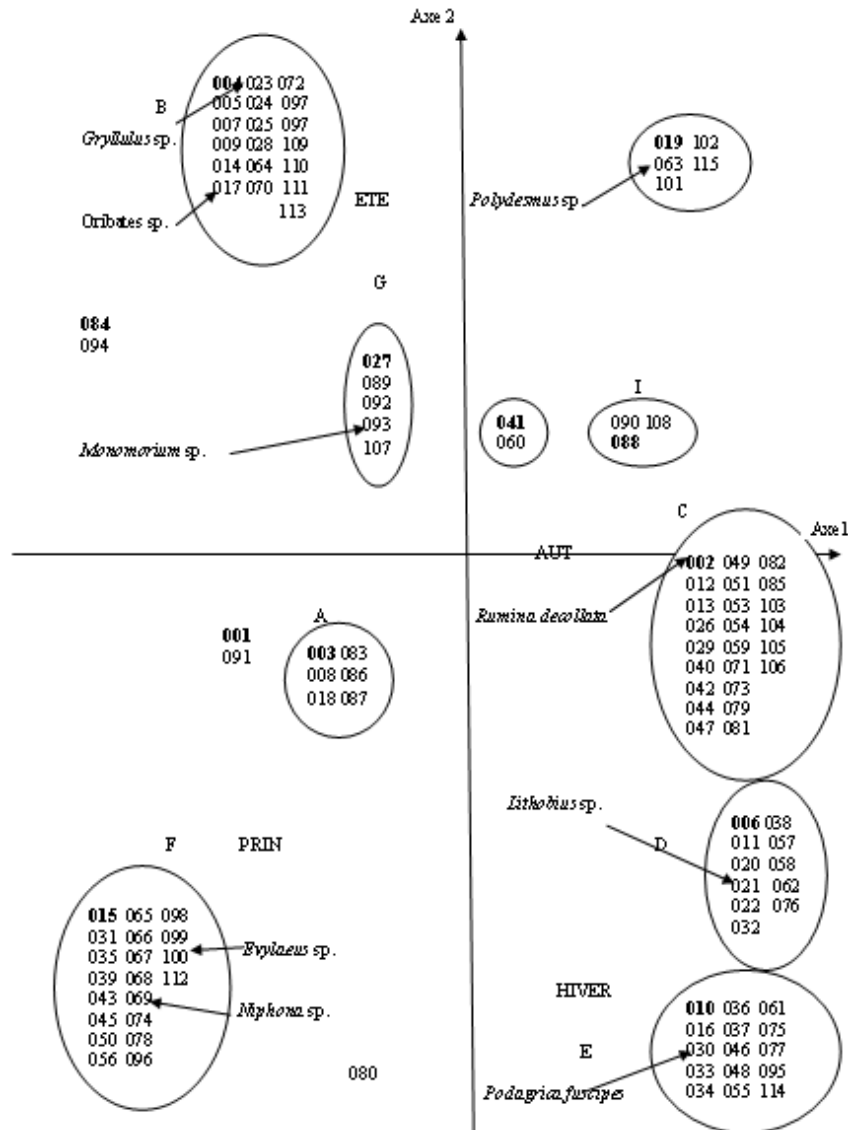 Axe 2
004 023 072
B
005 024 097
007 025 097
Gryllulus sp.
009 028 109
014 064 110
017 070 111
113
Oribates sp.
ETE
019 102
063 115
101
Polydesmus sp
G
084
094
027
089
092
093
107
Monomorium sp.
041
060
I
090 108
088
C
Axe 1
AUT
002 049 082
012 051 085
013 053 103
026 054 104
029 059 105
040 071 106
042 073
044 079
047 081
Rumina decollata
001
091
A
003 083
008 086
018 087
Lithobius sp.
D
006 038
011 057
020 058
021 062
022 076
032
F
PRIN
015 065 098
031 066 099
035 067 100
039 068 112
043 069
045 074
050 078
056 096
Evylaeus sp.
Niphona sp.
080
HIVER
E
010 036 061
016 037 075
030 046 077
033 048 095
034 055 114
Podagrica fuscipes